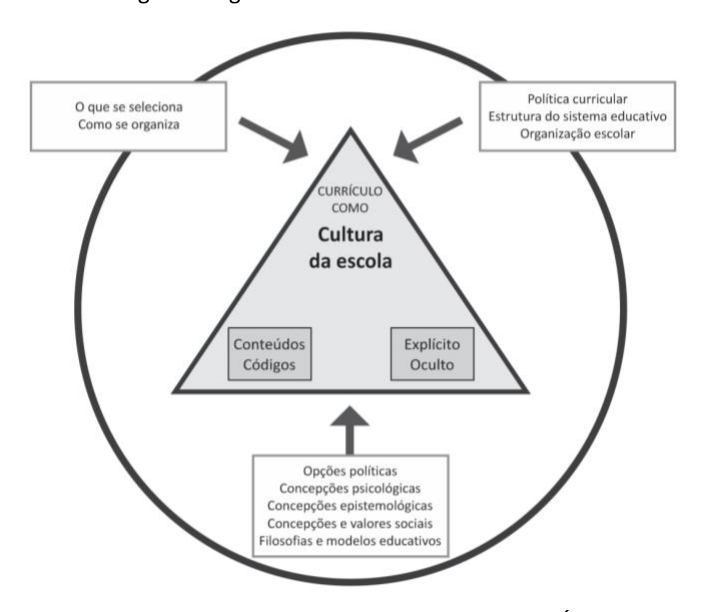 O que se seleciona
Como se organiza
Política curricular
Estrutura do sistema educativo
Organização escolar
CURRÍCULO
COMO
Cultura
da escola
Conteúdos
Códigos
Explícito
Oculto
Opções políticas
Concepções psicológicas
Concepções epistemológicas
Concepções e valores sociais
Filosofias e modelos educativos